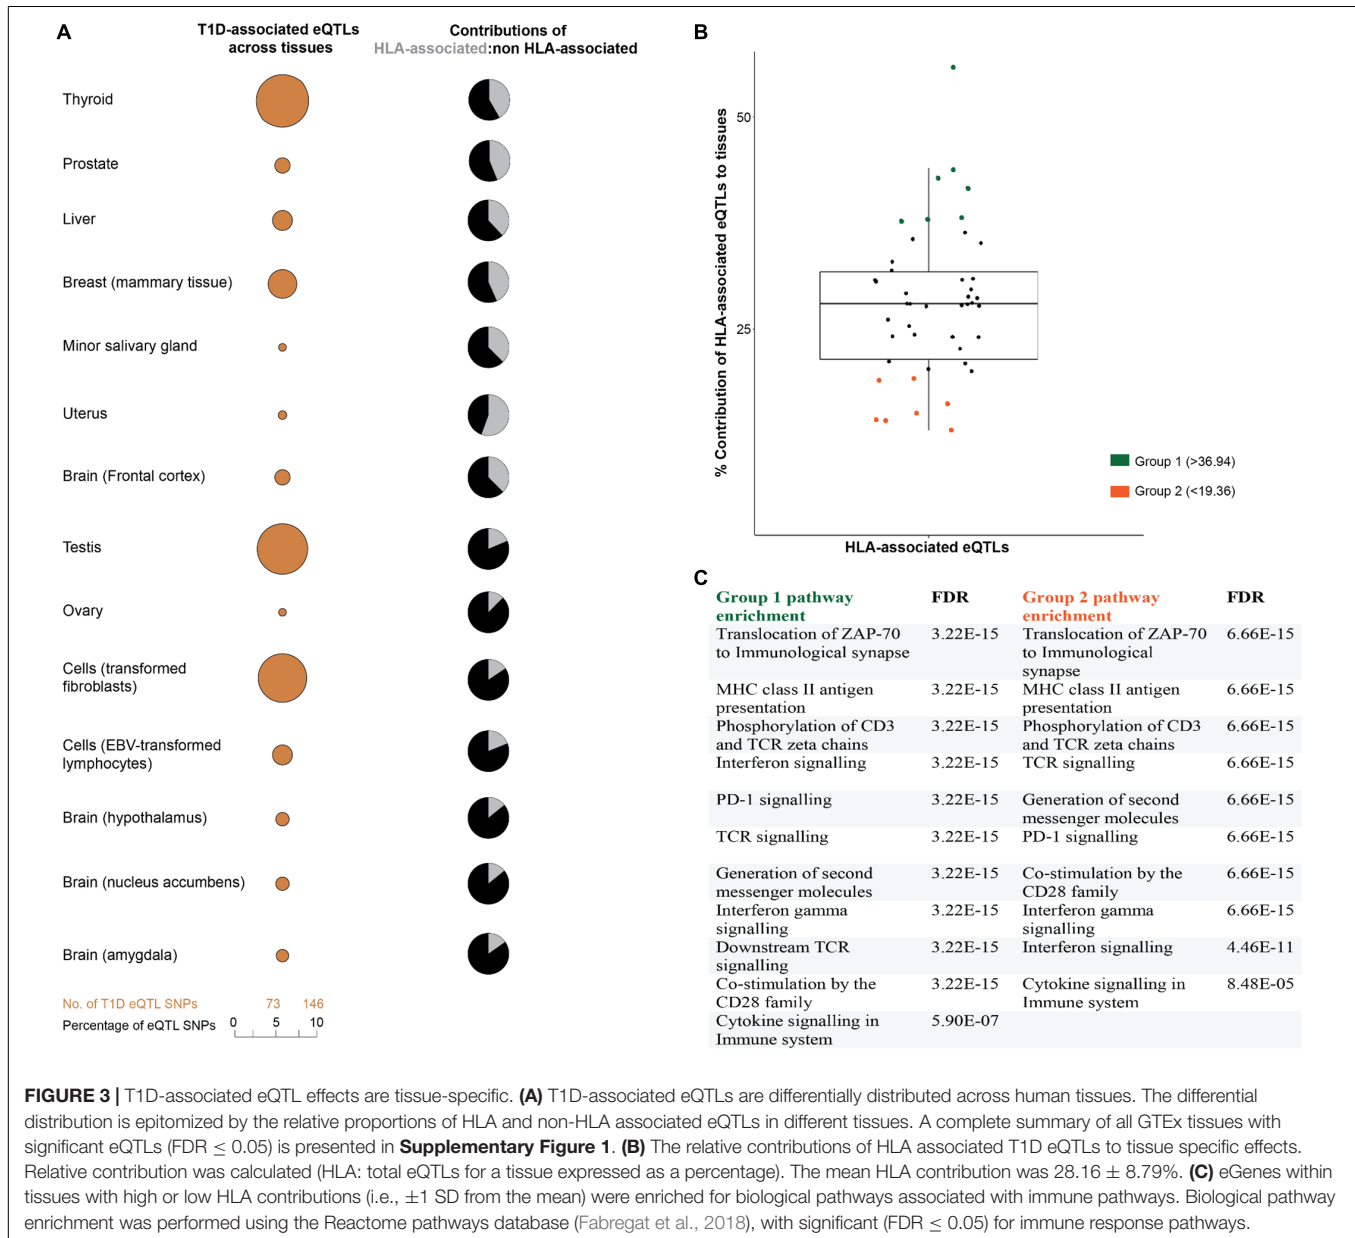 A
T1D-associated eQTLs
across tissues
Contributions of
HLA-associated:non HLA-associated
Thyroid
Prostate
Liver
Breast (mammary tissue)
Minor salivary gland
Uterus
Brain (Frontal cortex)
Testis
Ovary
Cells (transformed
fibroblasts)
Cells (EBV-transformed
lymphocytes)
Brain (hypothalamus)
Brain (nucleus accumbens)
Brain (amygdala)
No. of T1D eQTL SNPs 73 146
Percentage of eQTL SNPs 0 5 10
B
% Contribution of HLA-associated eQTLs to tissues
50
25
Group 1 (>36.94)
Group 2 (<19.36)
HLA-associated eQTLs
C
Group 1 pathway
enrichment
FDR
Group 2 pathway
enrichment
FDR
Translocation of ZAP-70
to Immunological synapse
3.22E-15
Translocation of ZAP-70
to Immunological
synapse
6.66E-15
MHC class II antigen
presentation
3.22E-15
MHC class II antigen
presentation
6.66E-15
Phosphorylation of CD3
and TCR zeta chains
3.22E-15
Phosphorylation of CD3
and TCR zeta chains
6.66E-15
Interferon signalling
3.22E-15
TCR signalling
6.66E-15
PD-1 signalling
3.22E-15
Generation of second
messenger molecules
6.66E-15
TCR signalling
3.22E-15
PD-1 signalling
6.66E-15
Generation of second
messenger molecules
3.22E-15
Co-stimulation by the
CD28 family
6.66E-15
Interferon gamma
signalling
3.22E-15
Interferon gamma
signalling
6.66E-15
Downstream TCR
signalling
3.22E-15
Interferon signalling
4.46E-11
Co-stimulation by the
CD28 family
3.22E-15
Cytokine signalling in
Immune system
8.48E-05
Cytokine signalling in
Immune system
5.90E-07
FIGURE 3 | T1D-associated eQTL effects are tissue-specific. (A) T1D-associated eQTLs are differentially distributed across human tissues. The differential
distribution is epitomized by the relative proportions of HLA and non-HLA associated eQTLs in different tissues. A complete summary of all GTEx tissues with
significant eQTLs (FDR ≤ 0.05) is presented in Supplementary Figure 1. (B) The relative contributions of HLA associated T1D eQTLs to tissue specific effects.
Relative contribution was calculated (HLA: total eQTLs for a tissue expressed as a percentage). The mean HLA contribution was 28.16 ± 8.79%. (C) eGenes within
tissues with high or low HLA contributions (i.e., ±1 SD from the mean) were enriched for biological pathways associated with immune pathways. Biological pathway
enrichment was performed using the Reactome pathways database (Fabregat et al., 2018), with significant (FDR ≤ 0.05) for immune response pathways.